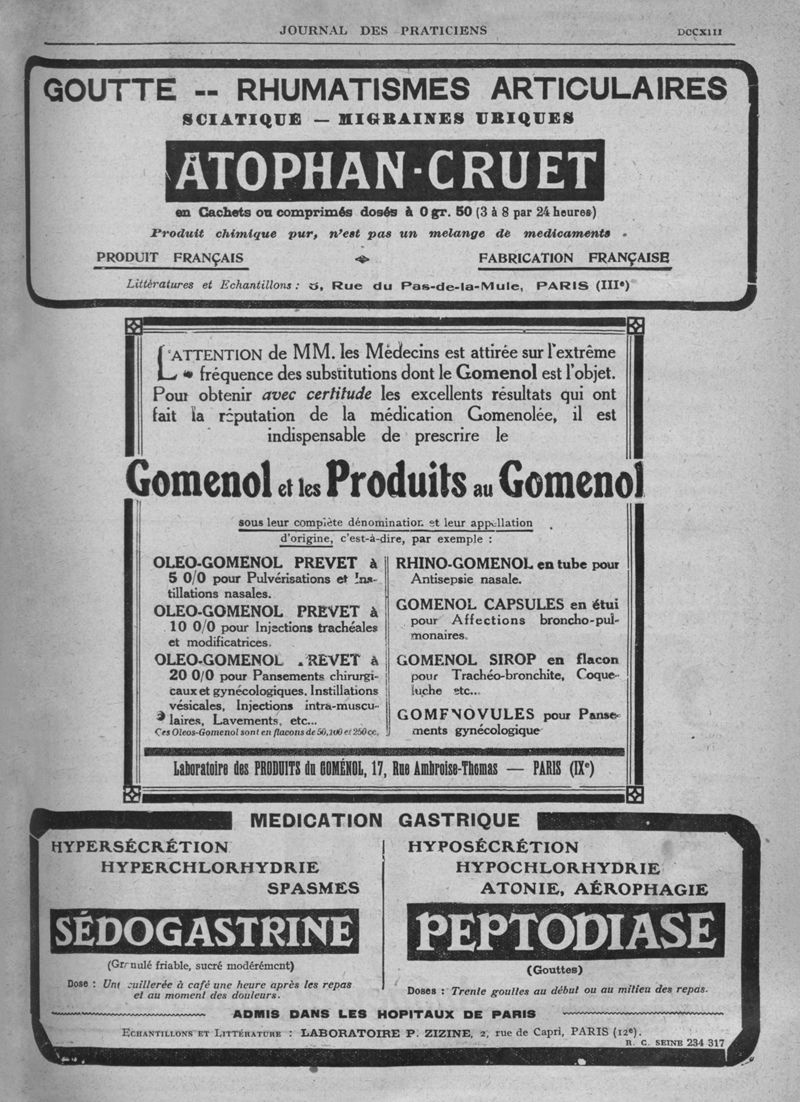 JOURNAL DES PRATICIENS
DCCXIII
GOUTTE -- RHUMATISMES ARTICULAIRES
SCIATIQUE — MIGRAINES URIQUES
ATOPHAN-CRUET
en Cachets ou comprimés dosés à 0 gr. 50 (3 à 8 par 24 heures)
Produit chimique pur, n'est pas un melange de medicaments
PRODUIT FRANÇAIS
FABRICATION FRANÇAISE
Littératures et Echantillons : Rue du Pas-de-la-Mule, PARIS (IIIe)
L'ATTENTION de MM. les Médecins est attirée sur l'extrême
fréquence des substitutions dont le Gomenol est l'objet.
Pour obtenir avec certitude les excellents résultats qui ont
fait la réputation de la médication Gomenolée, il est
indispensable de prescrire le
Gomenol et les Produits au Gomenol
sous leur complète dénomination et leur appellation
d'origine, c'est-à-dire, par exemple :
OLEO-GOMENOL PREVET à
5 0/0 pour Pulvérisations et Ins-
tillations nasales.
OLEO-GOMENOL PREVET à
10 0/0 pour Injections trachéales
et modificatrices.
OLEO-GOMENOL PREVET à
20 0/0 pour Pansements chirurgi-
caux et gynécologiques. Instillations
vésicales, Injections intra-muscu-
laires, Lavements, etc...
Ces Oleos-Gomenol sont en flacons de 50, 100 et 250 cc.
RHINO-GOMENOL en tube pour
Antisepsie nasale.
GOMENOL CAPSULES en étui
pour Affections broncho-pul-
monaires.
GOMENOL SIROP en flacon
pour Trachéo-bronchite, Coque-
luche etc...
GOMENOVULES pour Panse-
ments gynécologique
Laboratoire des PRODUITS du GOMÉNOL, 17, Rue Ambroise-Thomas — PARIS (IXe)
MEDICATION GASTRIQUE
HYPERSÉCRÉTION
HYPERCHLORHYDRIE
SPASMES
SÉDOGASTRINE
(Granulé friable, sucré modérément)
Dose : Une cuillerée à café une heure après les repas
et au moment des douleurs.
HYPOSÉCRÉTION
HYPOCHLORHYDRIE
ATONIE, AÉROPHAGIE
PEPTODIASE
(Gouttes)
Doses : Trente gouttes au début ou au milieu des repas.
ADMIS DANS LES HOPITAUX DE PARIS
ECHANTILLONS ET LITTÉRATURE : LABORATOIRE P. ZIZINE, 2, rue de Capri, PARIS (12e).
R. C. SEINE 234 317